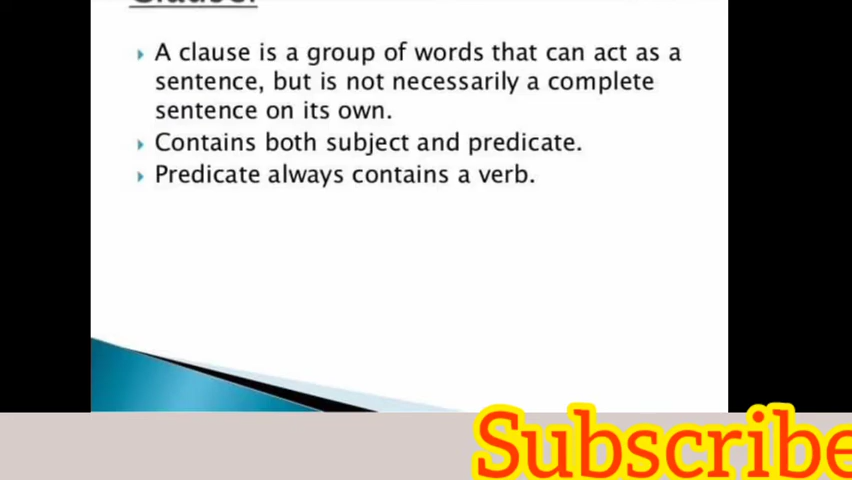 Clause:
A clause is a group of words that can act as a
sentence, but is not necessarily a complete
sentence on its own.
Contains both subject and predicate.
Predicate always contains a verb.
Subscribe